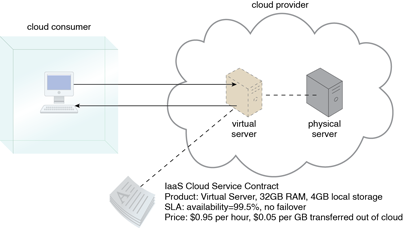 cloud provider
cloud consumer
virtual
server
physical
server
IaaS Cloud Service Contract
Product: Virtual Server, 32GB RAM, 4GB local storage
SLA: availability=99.5%, no failover
Price: $0.95 per hour, $0.05 per GB transferred out of cloud